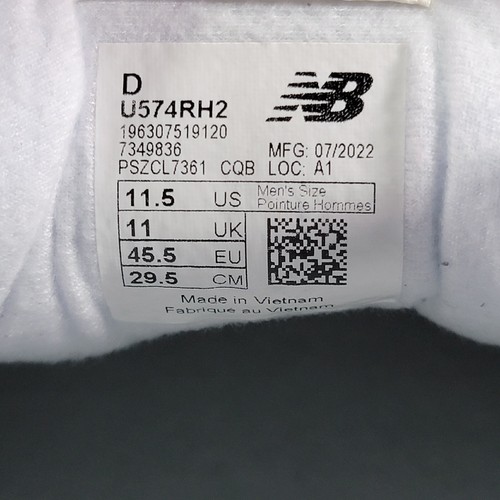 D
U574RH2
NB
196307519120
7349836
MFG: 07/2022
PSZCL7361 CQB LOC: A1
11.5 US Men's Size
Pointure Hommes
11 UK
45.5 EU
29.5 CM
Made in Vietnam
Fabriqué au Vietnam